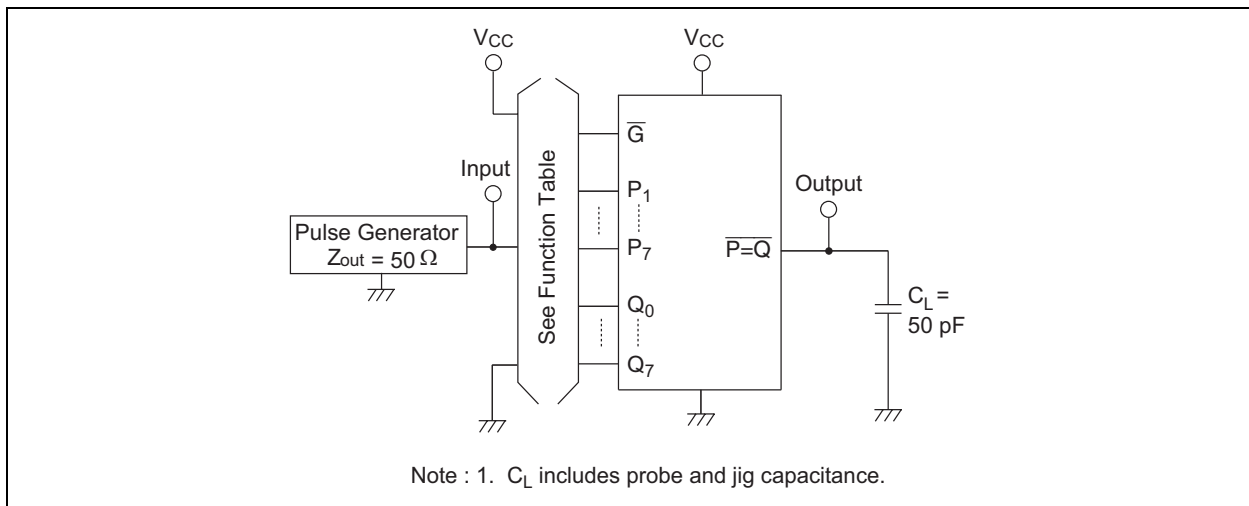 VCC
VCC
G
See Function Table
Input
P1
Output
Pulse Generator
Zout = 50 Ω
P7
P=Q
Q0
CL =
50 pF
Q7
Note : 1. CL includes probe and jig capacitance.